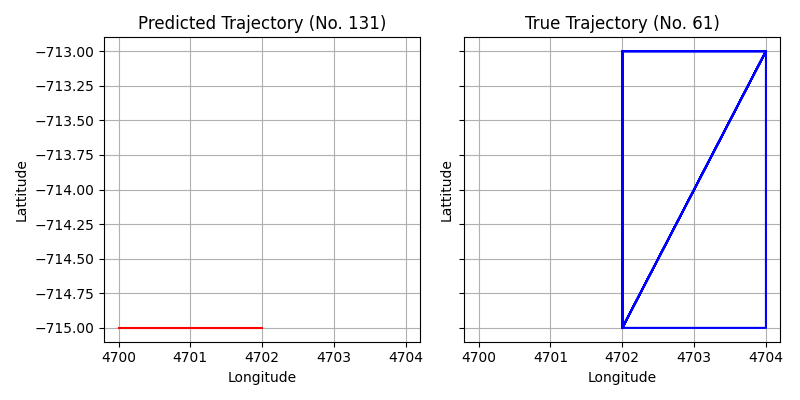 Predicted Trajectory (No. 131)
True Trajectory (No. 61)
Lattitude
−713.00
−713.25
−713.50
−713.75
−714.00
−714.25
−714.50
−714.75
−715.00
4700 4701 4702 4703 4704
Longitude
Lattitude
4700 4701 4702 4703 4704
Longitude